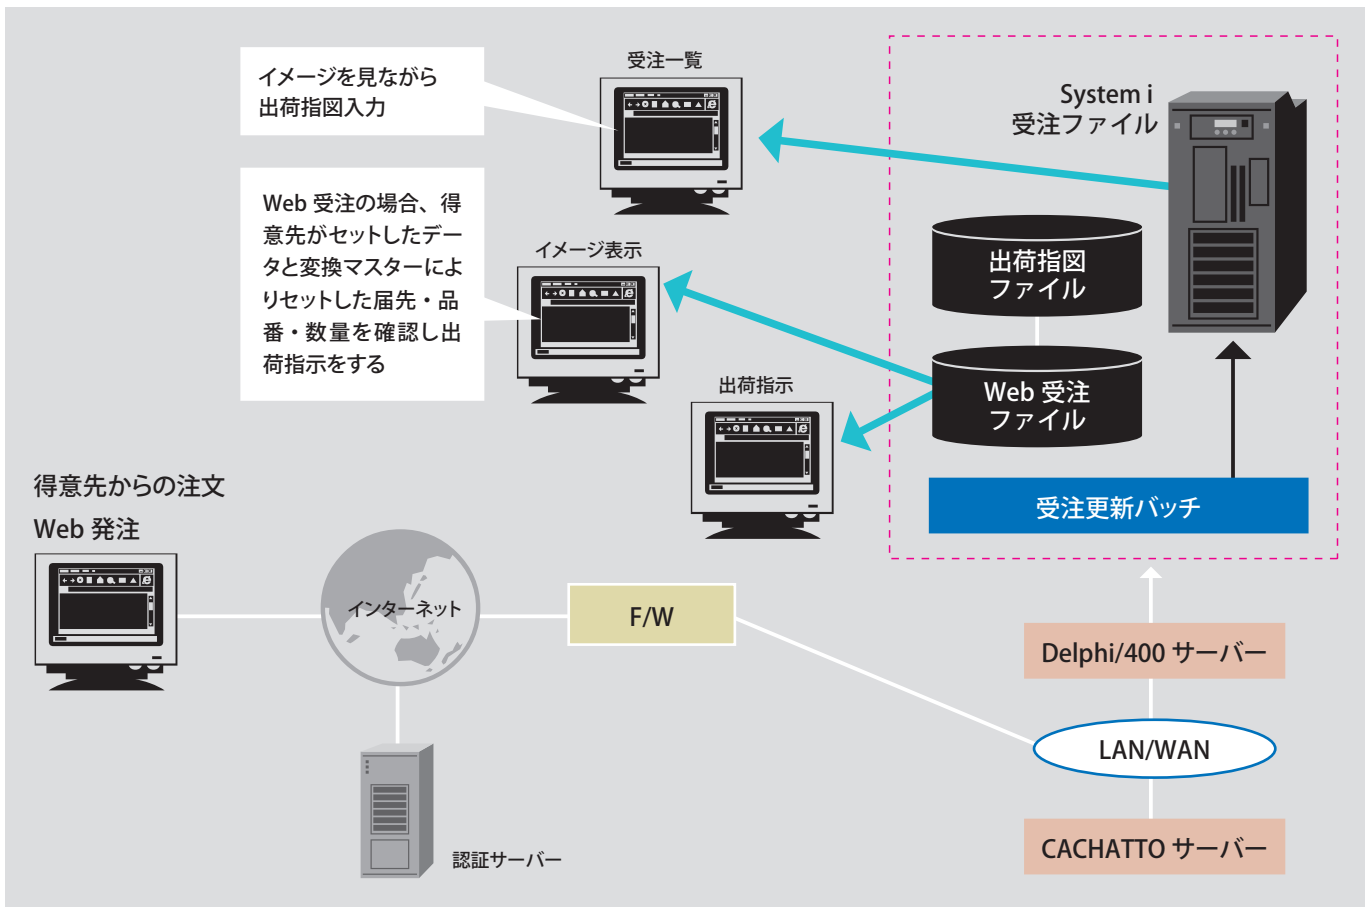 受注一覧
イメージを見ながら
出荷指図入力
System i
受注ファイル
Web 受注の場合、得
意先がセットしたデー
タと変換マスターによ
りセットした届先・品
番・数量を確認し出
荷指示をする
イメージ表示
出荷指図
ファイル
出荷指示
Web 受注
ファイル
得意先からの注文
Web 発注
受注更新バッチ
インターネット
F/W
Delphi/400 サーバー
LAN/WAN
CACHATTO サーバー
認証サーバー